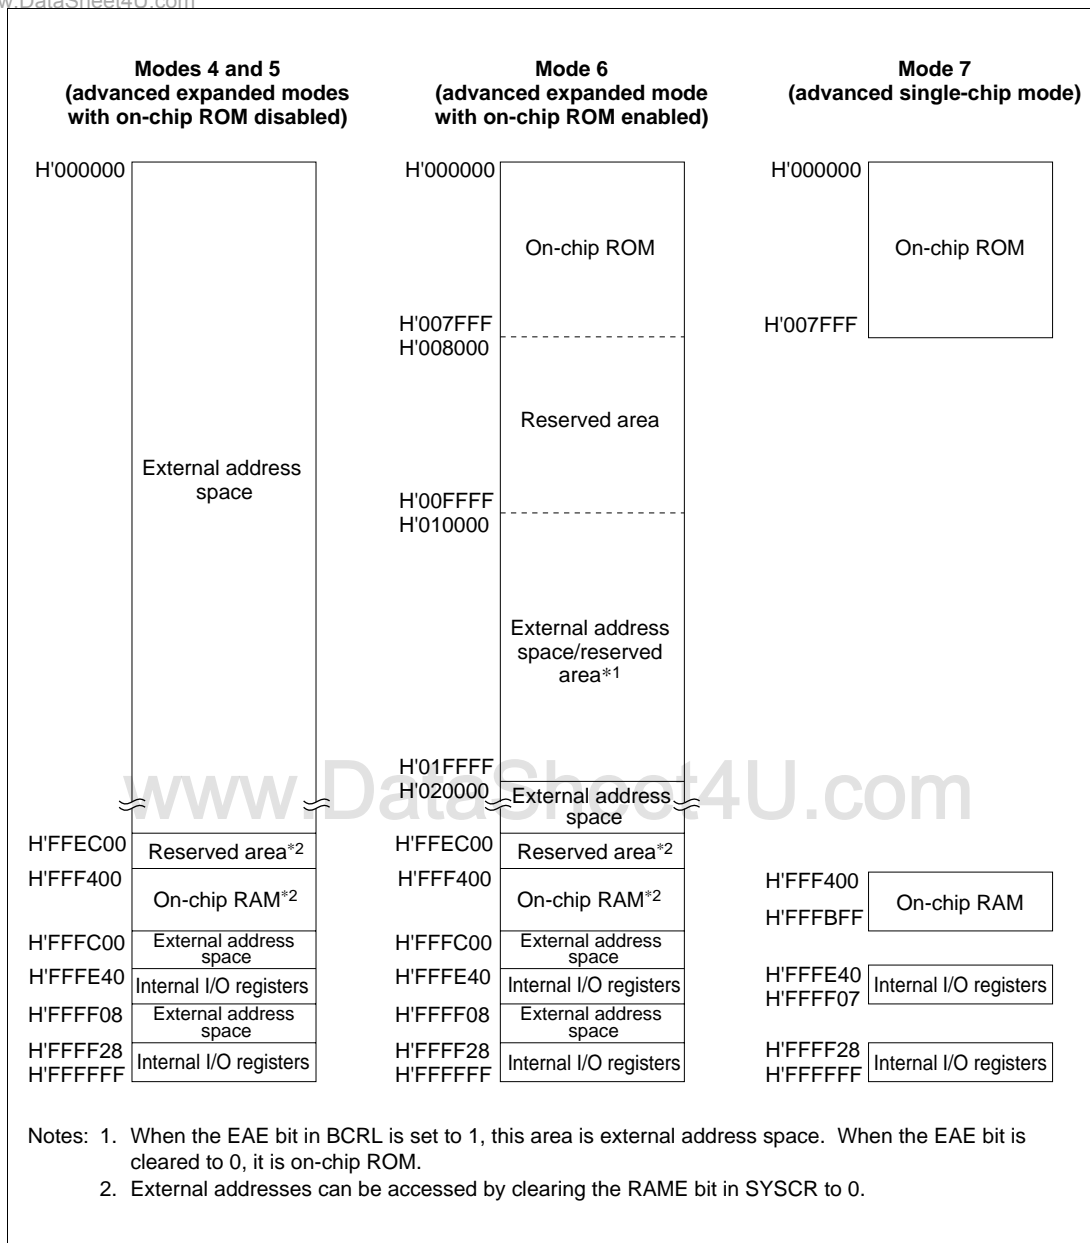 w.DataSheet4U.com
Modes 4 and 5
(advanced expanded modes
with on-chip ROM disabled)
H'000000
External address
space
H'FFEC00
Reserved area*2
H'FFF400
On-chip RAM*2
H'FFFC00
External address
space
H'FFFE40
Internal I/O registers
H'FFFF08
External address
space
H'FFFF28
Internal I/O registers
H'FFFFFF
Mode 6
(advanced expanded mode
with on-chip ROM enabled)
H'000000
On-chip ROM
H'007FFF
H'008000
Reserved area
H'00FFFF
H'010000
External address
space/reserved
area*1
H'01FFFF
H'020000
External address
space
H'FFEC00
Reserved area*2
H'FFF400
On-chip RAM*2
H'FFFC00
External address
space
H'FFFE40
Internal I/O registers
H'FFFF08
External address
space
H'FFFF28
Internal I/O registers
H'FFFFFF
Mode 7
(advanced single-chip mode)
H'000000
On-chip ROM
H'007FFF
H'FFF400
On-chip RAM
H'FFFBFF
H'FFFE40
Internal I/O registers
H'FFFF07
H'FFFF28
Internal I/O registers
H'FFFFFF
www.DataSheet4U.com
Notes: 1. When the EAE bit in BCRL is set to 1, this area is external address space. When the EAE bit is
cleared to 0, it is on-chip ROM.
2. External addresses can be accessed by clearing the RAME bit in SYSCR to 0.